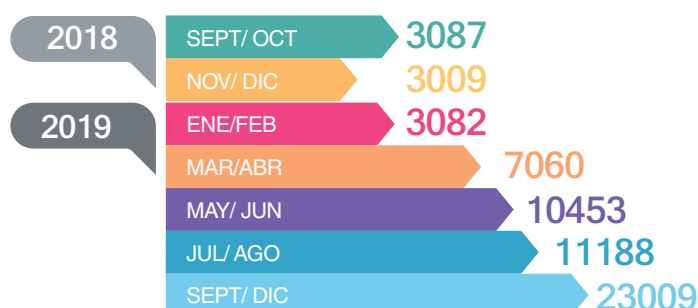 2018
SEPT/ OCT 3087
NOV/ DIC 3009
2019
ENE/FEB 3082
MAR/ABR 7060
MAY/ JUN 10453
JUL/ AGO 11188
SEPT/ DIC 23009